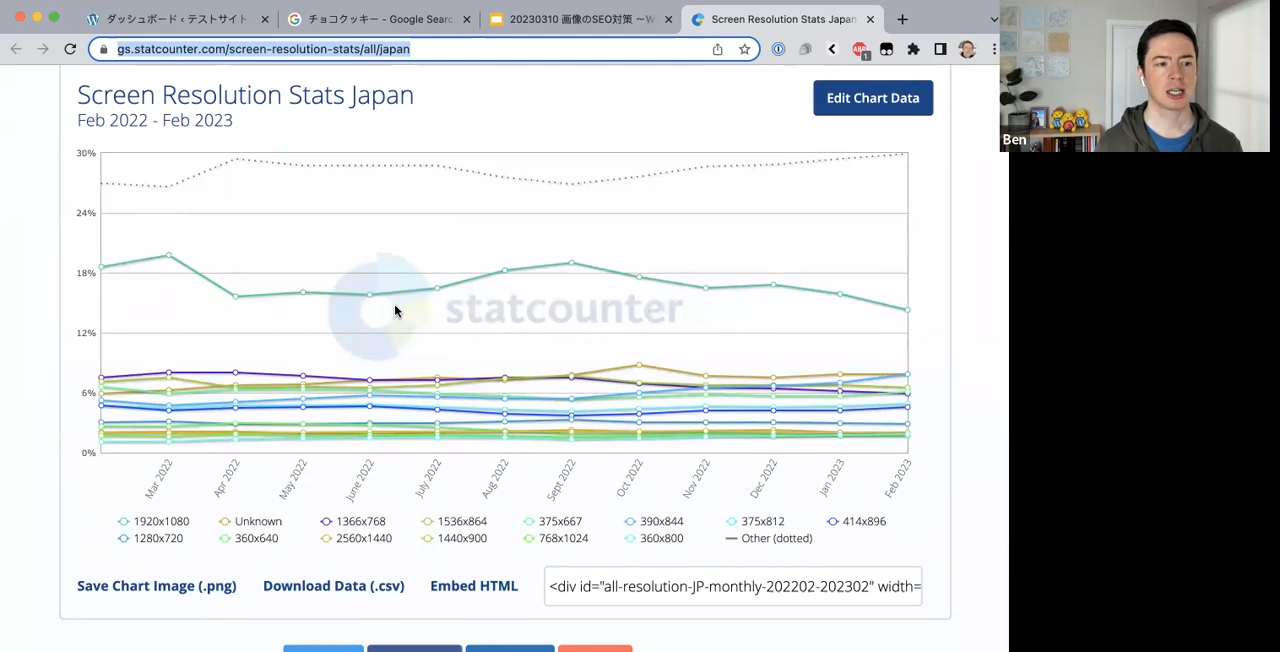 ダッシュボード ‹ テストサイト
チョコクッキー - Google Searc
20230310 画像のSEO対策 〜W
Screen Resolution Stats Japan
gs.statcounter.com/screen-resolution-stats/all/japan
Screen Resolution Stats Japan
Feb 2022 - Feb 2023
Edit Chart Data
Ben
30%
24%
18%
12%
6%
0%
statcounter
Mar 2022
Apr 2022
May 2022
June 2022
July 2022
Aug 2022
Sept 2022
Oct 2022
Nov 2022
Dec 2022
Jan 2023
Feb 2023
1920x1080 Unknown 1366x768 1536x864 375x667 390x844 375x812 414x896
1280x720 360x640 2560x1440 1440x900 768x1024 360x800 Other (dotted)
Save Chart Image (.png) Download Data (.csv) Embed HTML
<div id="all-resolution-JP-monthly-202202-202302" width=